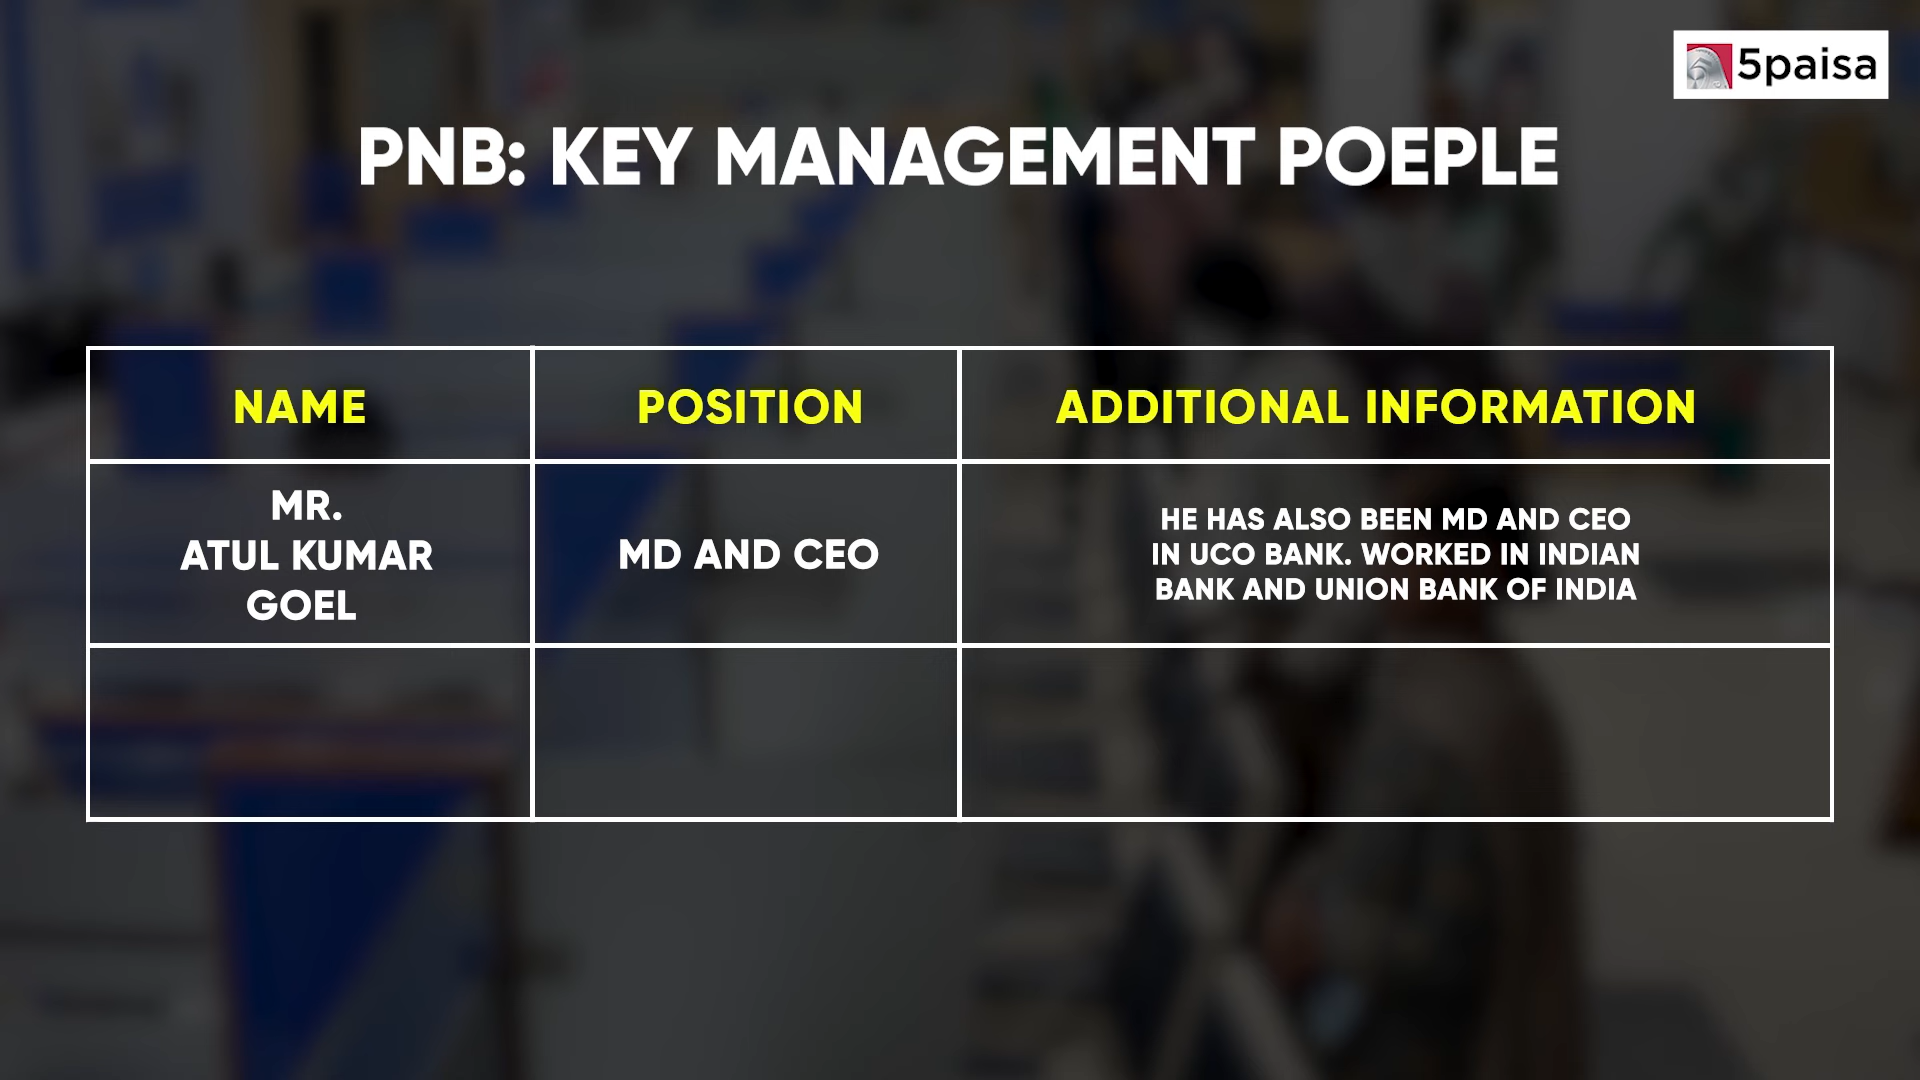 5paisa
PNB: KEY MANAGEMENT POEPLE
NAME
POSITION
ADDITIONAL INFORMATION
MR.
ATUL KUMAR
GOEL
MD AND CEO
HE HAS ALSO BEEN MD AND CEO
IN UCO BANK. WORKED IN INDIAN
BANK AND UNION BANK OF INDIA